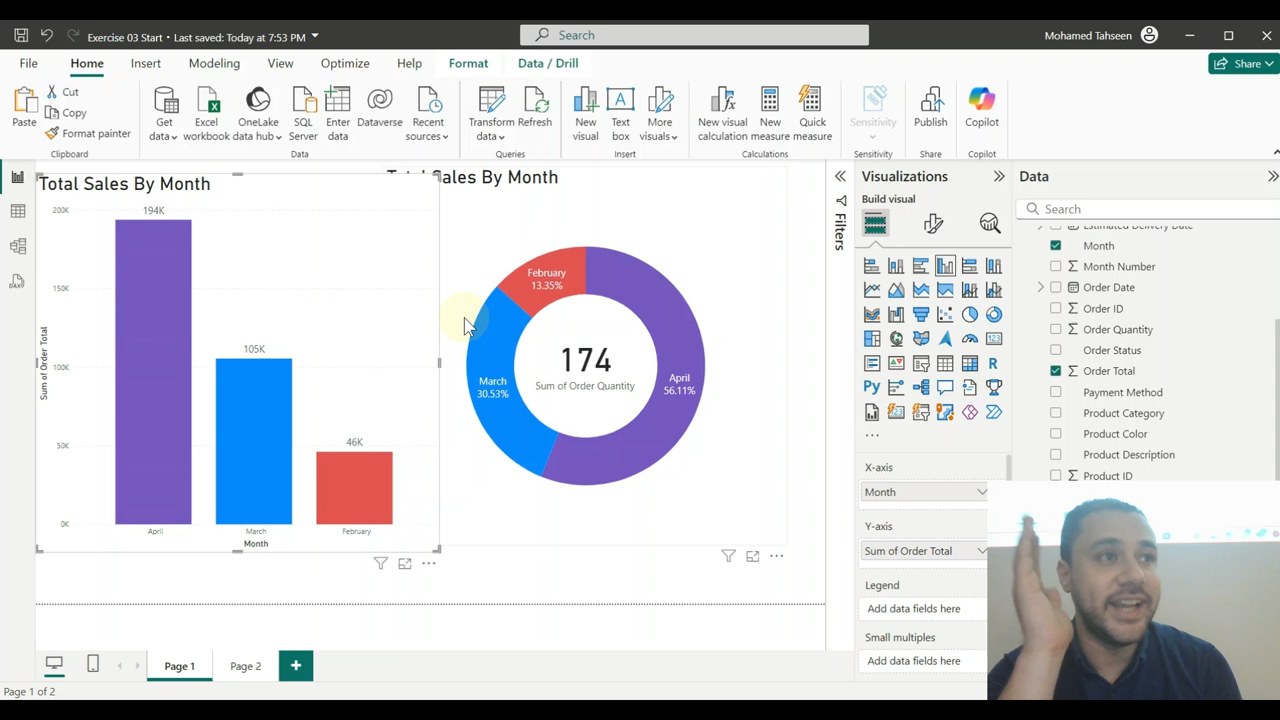 Exercise 03 Start • Last saved: Today at 7:53 PM
Search
Mohamed Tahseen
File
Home
Insert
Modeling
View
Optimize
Help
Format
Data / Drill
Share
Paste
Cut
Copy
Format painter
Clipboard
Get data
Excel workbook
OneLake data hub
SQL Server
Enter data
Dataverse
Recent sources
Data
Transform data
Refresh
Queries
New visual
Text box
More visuals
Insert
New visual calculation
New measure
Quick measure
Calculations
Sensitivity
Sensitivity
Publish
Share
Copilot
Copilot
Total Sales By Month
200K
150K
100K
50K
0K
Sum of Order Total
194K
105K
46K
April
March
February
Month
Total Sales By Month
February
13.35%
March
30.53%
April
56.11%
174
Sum of Order Quantity
Filters
Visualizations
Build visual
R
Py
123
X-axis
Month
Y-axis
Sum of Order Total
Legend
Add data fields here
Small multiples
Add data fields here
Data
Search
Estimated Delivery Date
Month
Month Number
Order Date
Order ID
Order Quantity
Order Status
Order Total
Payment Method
Product Category
Product Color
Product Description
Product ID
Page 1
Page 2
Page 1 of 2